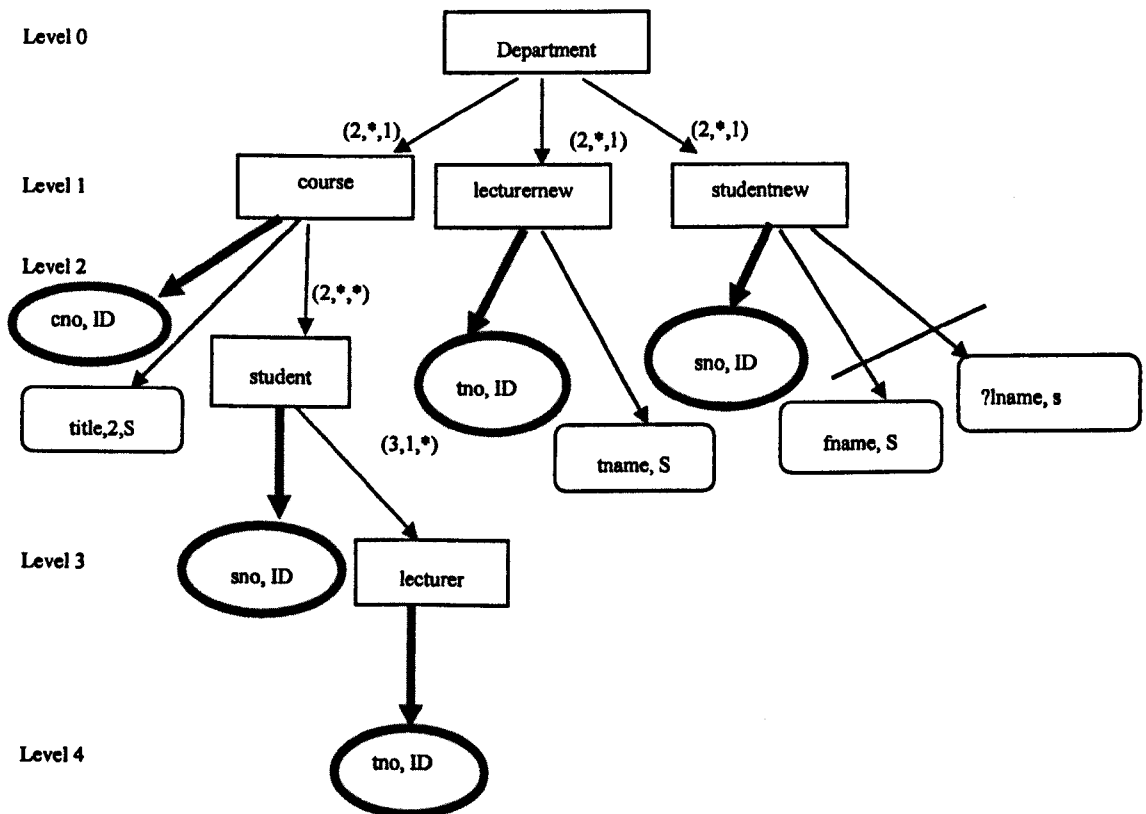 Level 0
Department
(2,*,1)
(2,*,1)
(2,*,1)
Level 1
course
lecturernew
studentnew
Level 2
cno, ID
(2,*,*)
student
tno, ID
sno, ID
?lname, s
title,2,S
(3,1,*)
tname, S
fname, S
Level 3
sno, ID
lecturer
Level 4
tno, ID